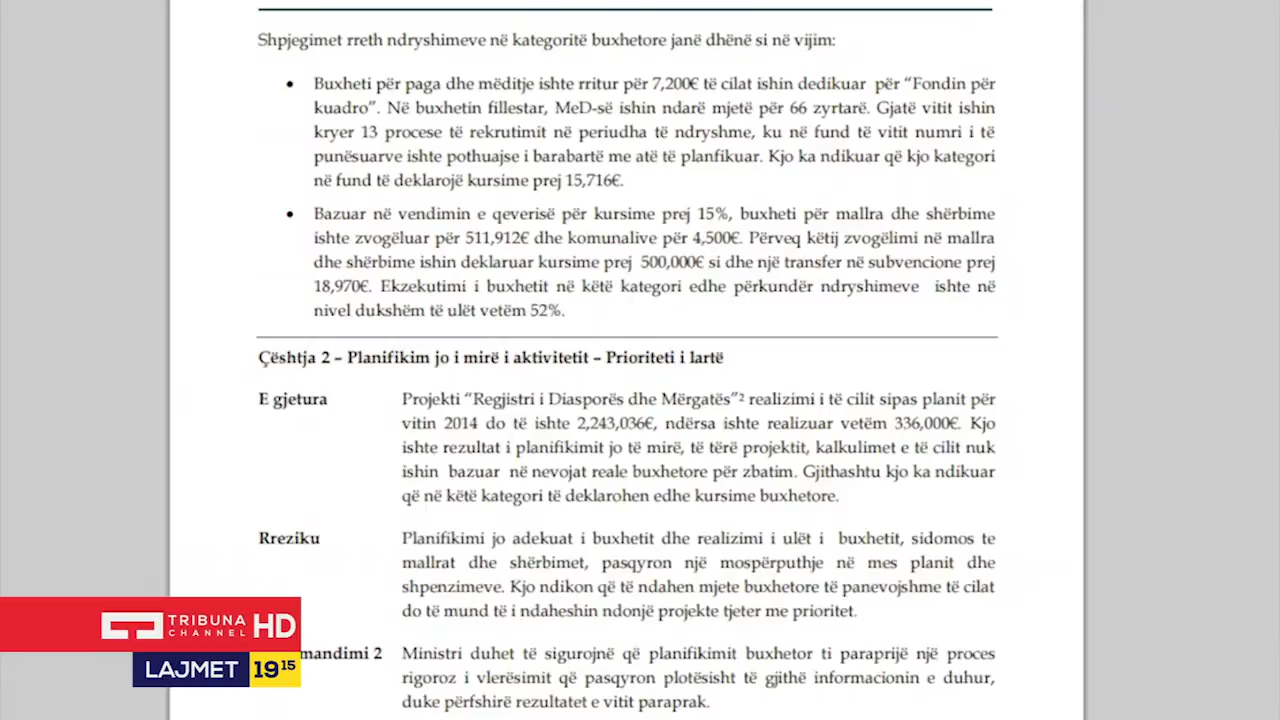 Shpjegimet rreth ndryshimeve në kategoritë buxhetore janë dhënë si në vijim:
• Buxheti për paga dhe mëditje ishte rritur për 7,200€ të cilat ishin dedikuar për “Fondin për
kuadro”. Në buxhetin fillestar, MeD-së ishin ndarë mjetë për 66 zyrtarë. Gjatë vitit ishin
kryer 13 procese të rekrutimit në periudha të ndryshme, ku në fund të vitit numri i të
punësuarve ishte pothuajse i barabartë me atë të planfikuar. Kjo ka ndikuar që kjo kategori
në fund të deklarojë kursime prej 15,716€.
• Bazuar në vendimin e qeverisë për kursime prej 15%, buxheti për mallra dhe shërbime
ishte zvogëluar për 511,912€ dhe komunalive për 4,500€. Përveq këtij zvogëlimi në mallra
dhe shërbime ishin deklaruar kursime prej 500,000€ si dhe një transfer në subvencione prej
18,970€. Ekzekutimi i buxhetit në këtë kategori edhe përkundër ndryshimeve ishte në
nivel dukshëm të ulët vetëm 52%.
Çështja 2 – Planifikim jo i mirë i aktivitetit – Prioriteti i lartë
E gjetura Projekti “Regjistri i Diasporës dhe Mërgatës”² realizimi i të cilit sipas planit për
vitin 2014 do të ishte 2,243,036€, ndërsa ishte realizuar vetëm 336,000€. Kjo
ishte rezultat i planifikimit jo të mirë, të tërë projektit, kalkulimet e të cilit nuk
ishin bazuar në nevojat reale buxhetore për zbatim. Gjithashtu kjo ka ndikuar
që në këtë kategori të deklarohen edhe kursime buxhetore.
Rreziku Planifikimi jo adekuat i buxhetit dhe realizimi i ulët i buxhetit, sidomos te
mallrat dhe shërbimet, pasqyron një mospërputhje në mes planit dhe
shpenzimeve. Kjo ndikon që të ndahen mjete buxhetore të panevojshme të cilat
do të mund të i ndaheshin ndonjë projekte tjeter me prioritet.
mandimi 2 Ministri duhet të sigurojnë që planifikimit buxhetor ti paraprijë një proces
rigoroz i vlerësimit që pasqyron plotësisht të gjithë informacionin e duhur,
duke përfshirë rezultatet e vitit paraprak.
TRIBUNA
CHANNEL HD
LAJMET 19 15